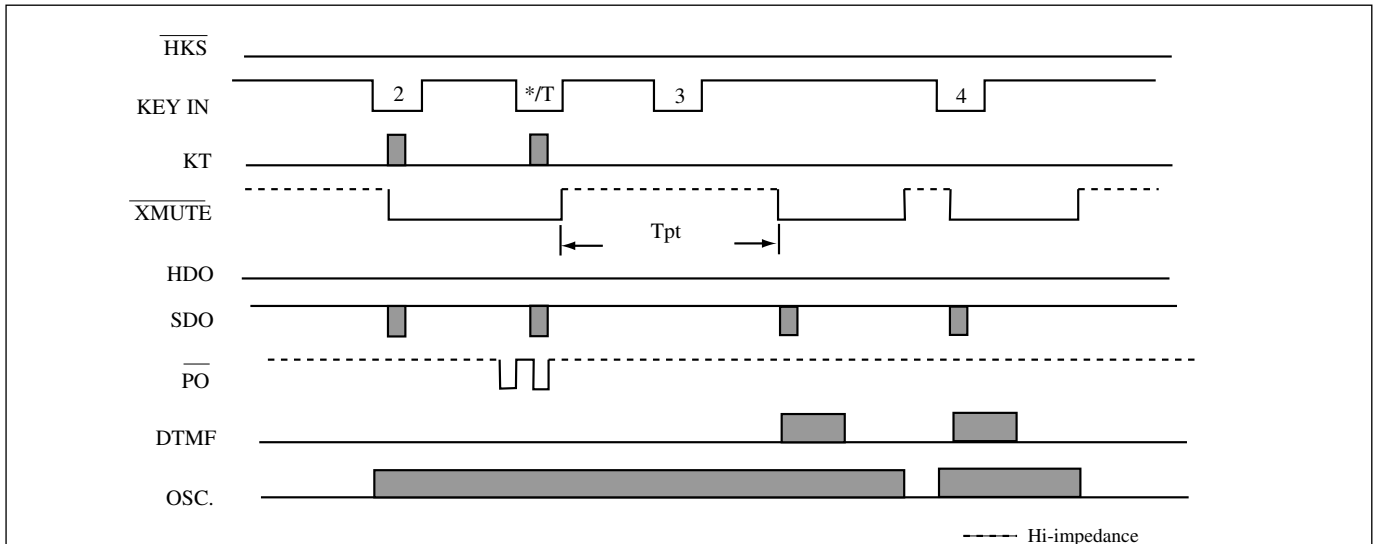 HKS
KEY IN 2 */T 3 4
KT
XMUTE
Tpt
HDO
SDO
PO
DTMF
OSC.
Hi-impedance